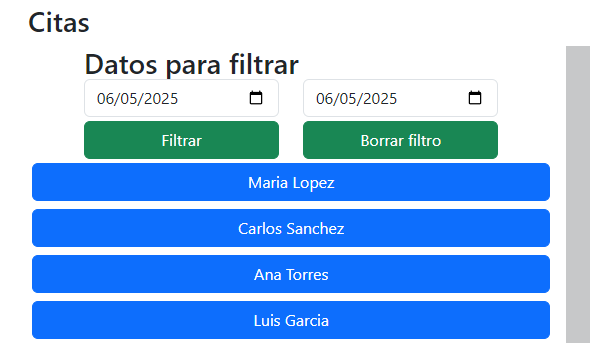 Citas
Datos para filtrar
06/05/2025 06/05/2025
Filtrar Borrar filtro
Maria Lopez
Carlos Sanchez
Ana Torres
Luis Garcia